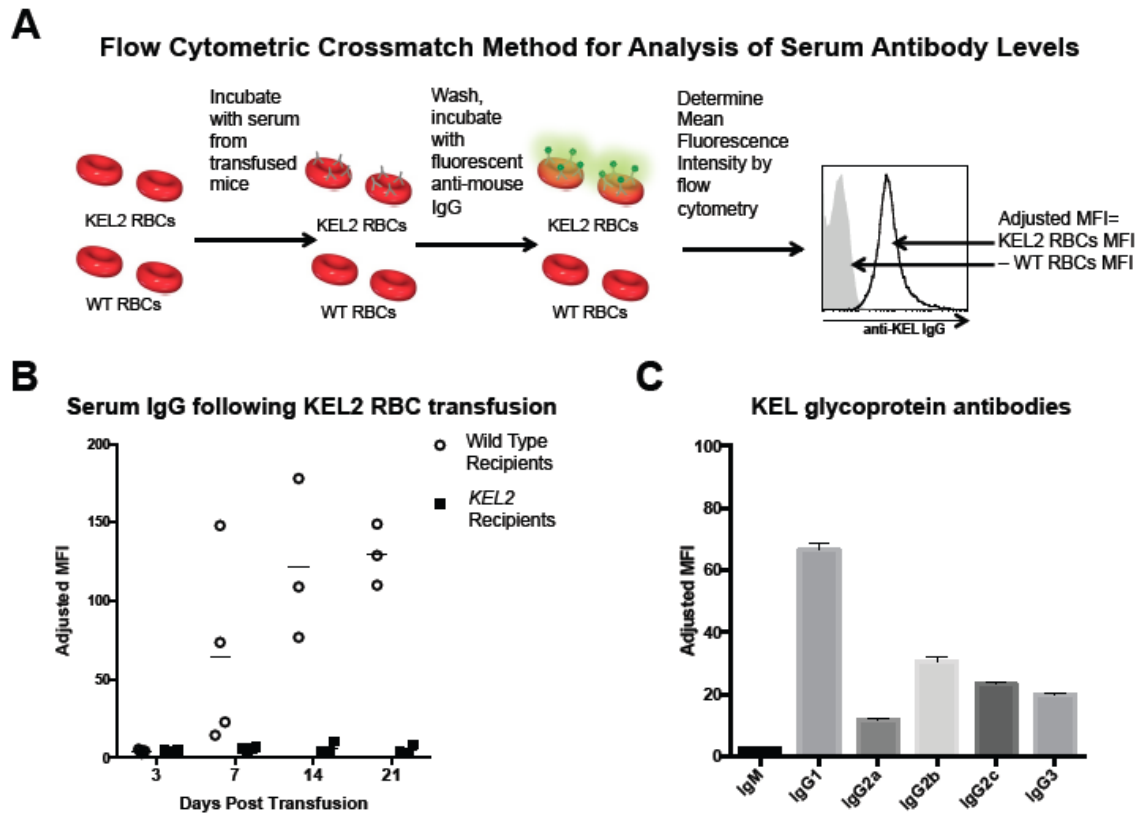 A
Flow Cytometric Crossmatch Method for Analysis of Serum Antibody Levels
Incubate
with serum
from
transfused
mice
Wash,
incubate
with
fluorescent
anti-mouse
IgG
Determine
Mean
Fluorescence
Intensity by
flow
cytometry
KEL2 RBCs
WT RBCs
KEL2 RBCs
WT RBCs
KEL2 RBCs
WT RBCs
anti-KEL IgG
Adjusted MFI=
KEL2 RBCs MFI
– WT RBCs MFI
B
Serum IgG following KEL2 RBC transfusion
Wild Type
Recipients
KEL2
Recipients
Adjusted MFI
200
150
100
50
0
3 7 14 21
Days Post Transfusion
C
KEL glycoprotein antibodies
Adjusted MFI
100
80
60
40
20
0
IgM IgG1 IgG2a IgG2b IgG2c IgG3